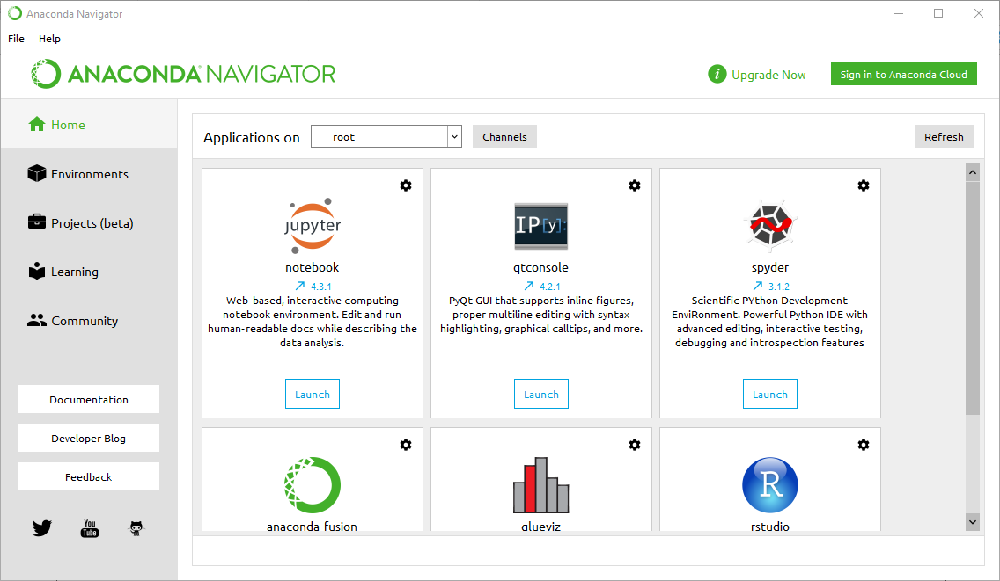 Anaconda Navigator
File Help
ANACONDA NAVIGATOR
i Upgrade Now
Sign in to Anaconda Cloud
Home
Environments
Projects (beta)
Learning
Community
Documentation
Developer Blog
Feedback
You Tube
Applications on root Channels Refresh
jupyter
notebook
4.3.1
Web-based, interactive computing
notebook environment. Edit and run
human-readable docs while describing the
data analysis.
Launch
IP[y]:
qtconsole
4.2.1
PyQt GUI that supports inline figures,
proper multiline editing with syntax
highlighting, graphical calltips, and more.
Launch
spyder
3.1.2
Scientific PYthon Development
EnviRonment. Powerful Python IDE with
advanced editing, interactive testing,
debugging and introspection features
Launch
anaconda-fusion
glueviz
R
rstudio